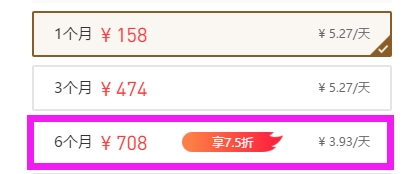 1个月 ¥ 158 ¥ 5.27/天
3个月 ¥ 474 ¥ 5.27/天
6个月 ¥ 708 享7.5折 ¥ 3.93/天